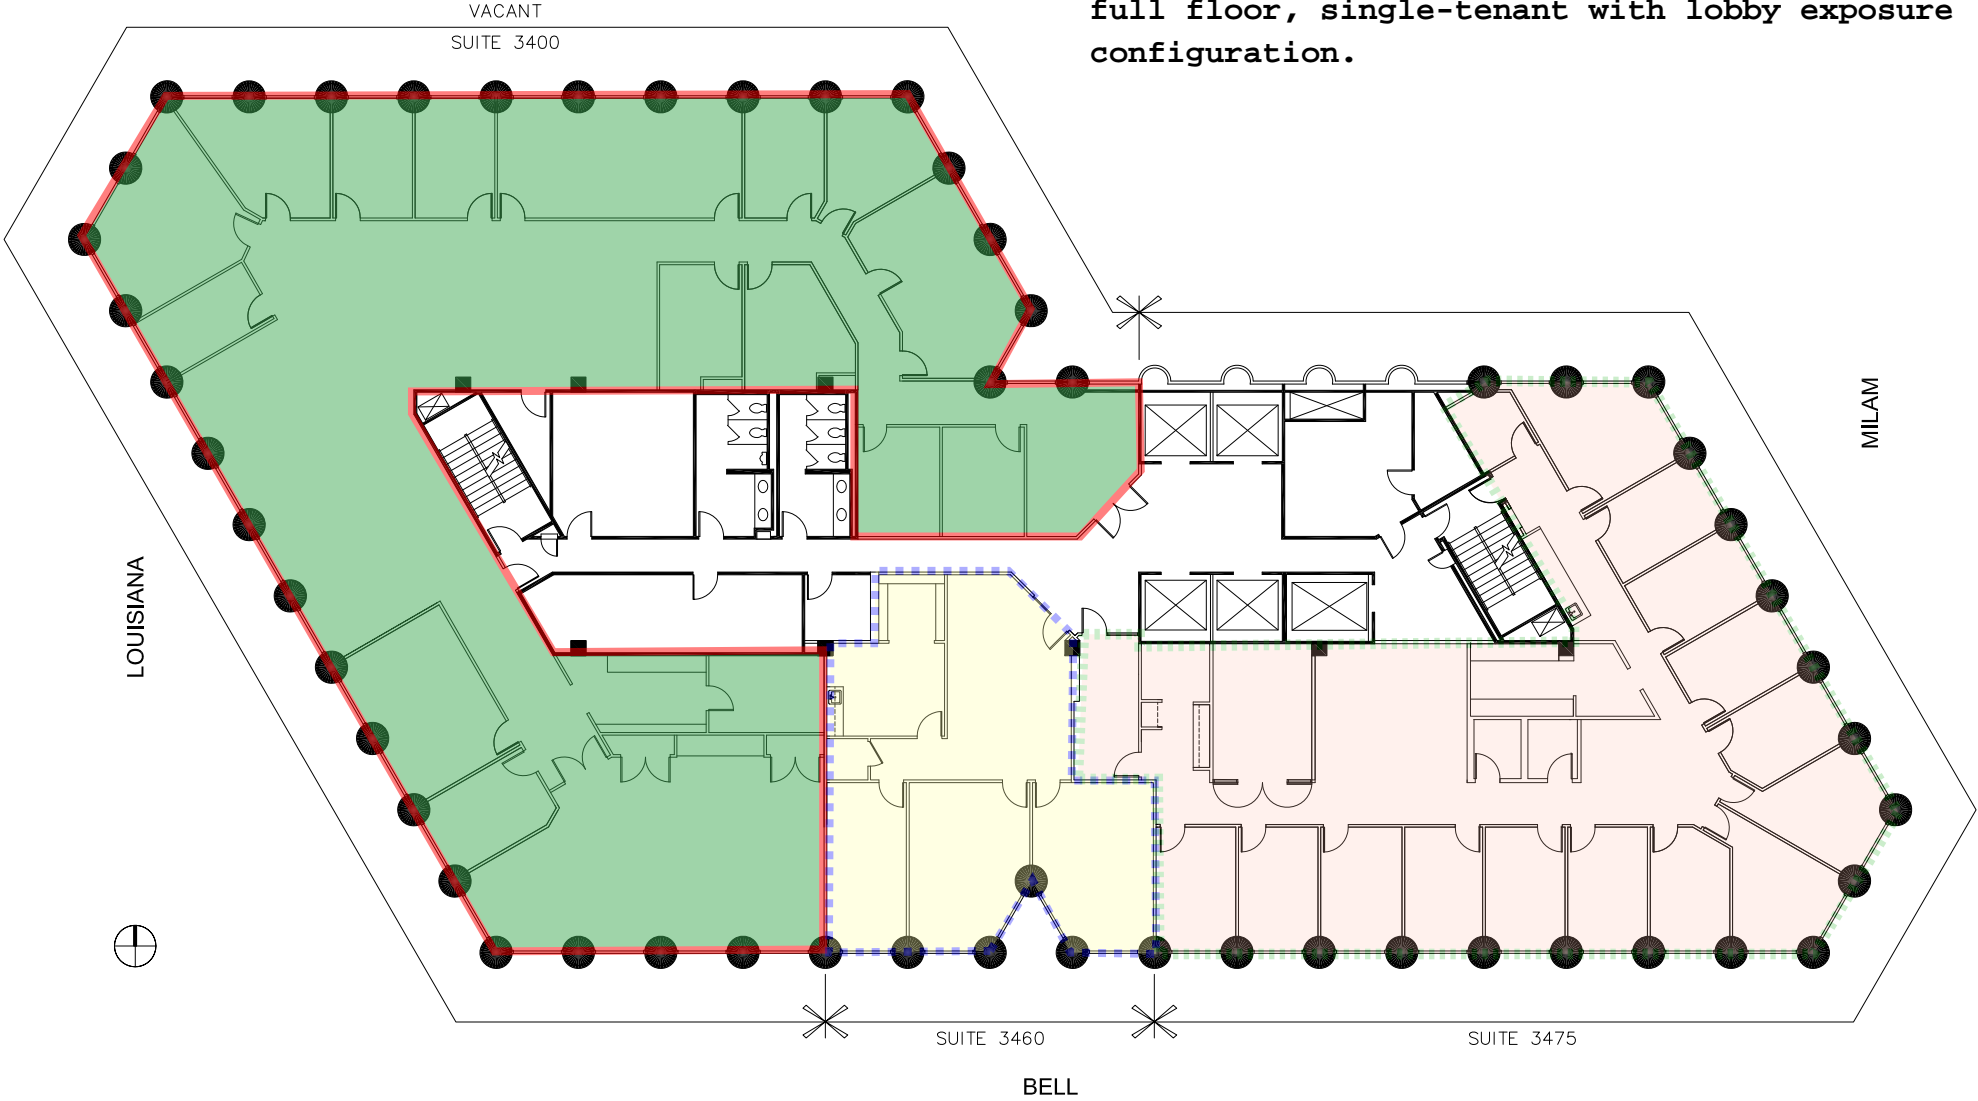 full floor, single-tenant with lobby exposure
configuration.
VACANT
SUITE 3400
MILAM
LOUISIANA
SUITE 3460
SUITE 3475
BELL